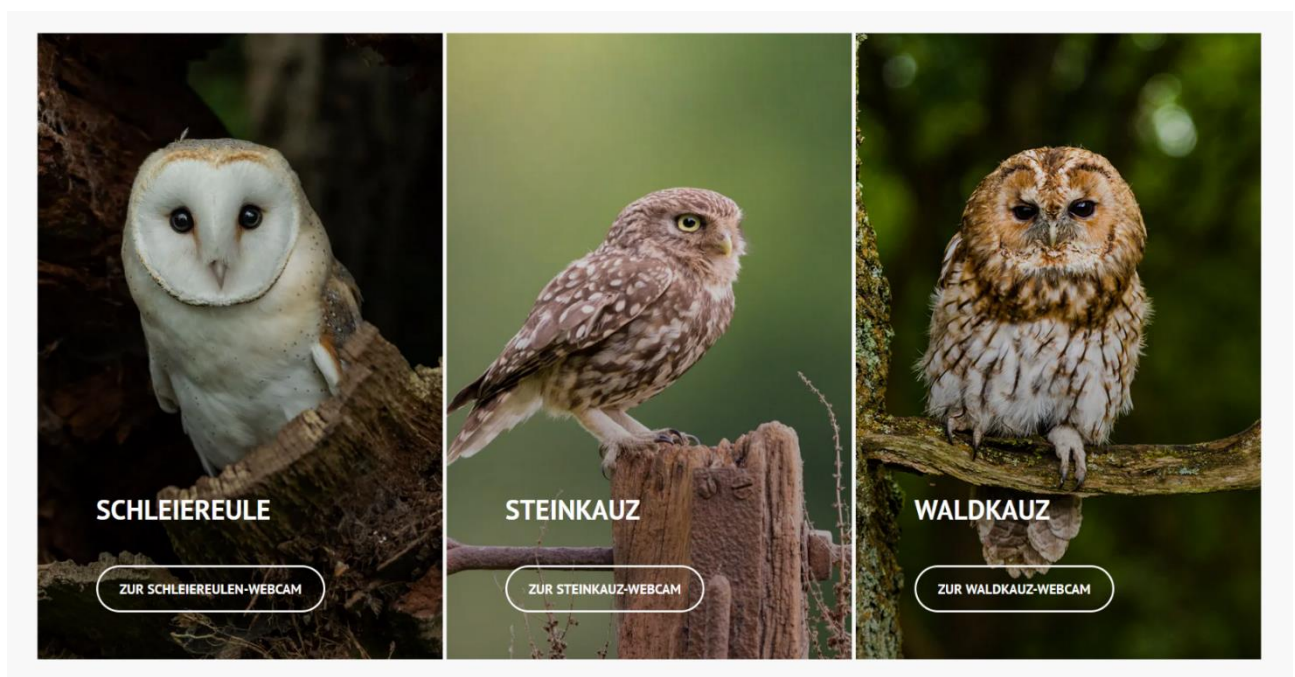 SCHLEIEREULE
ZUR SCHLEIEREULEN-WEBCAM
STEINKAUZ
ZUR STEINKAUZ-WEBCAM
WALDKAUZ
ZUR WALDKAUZ-WEBCAM